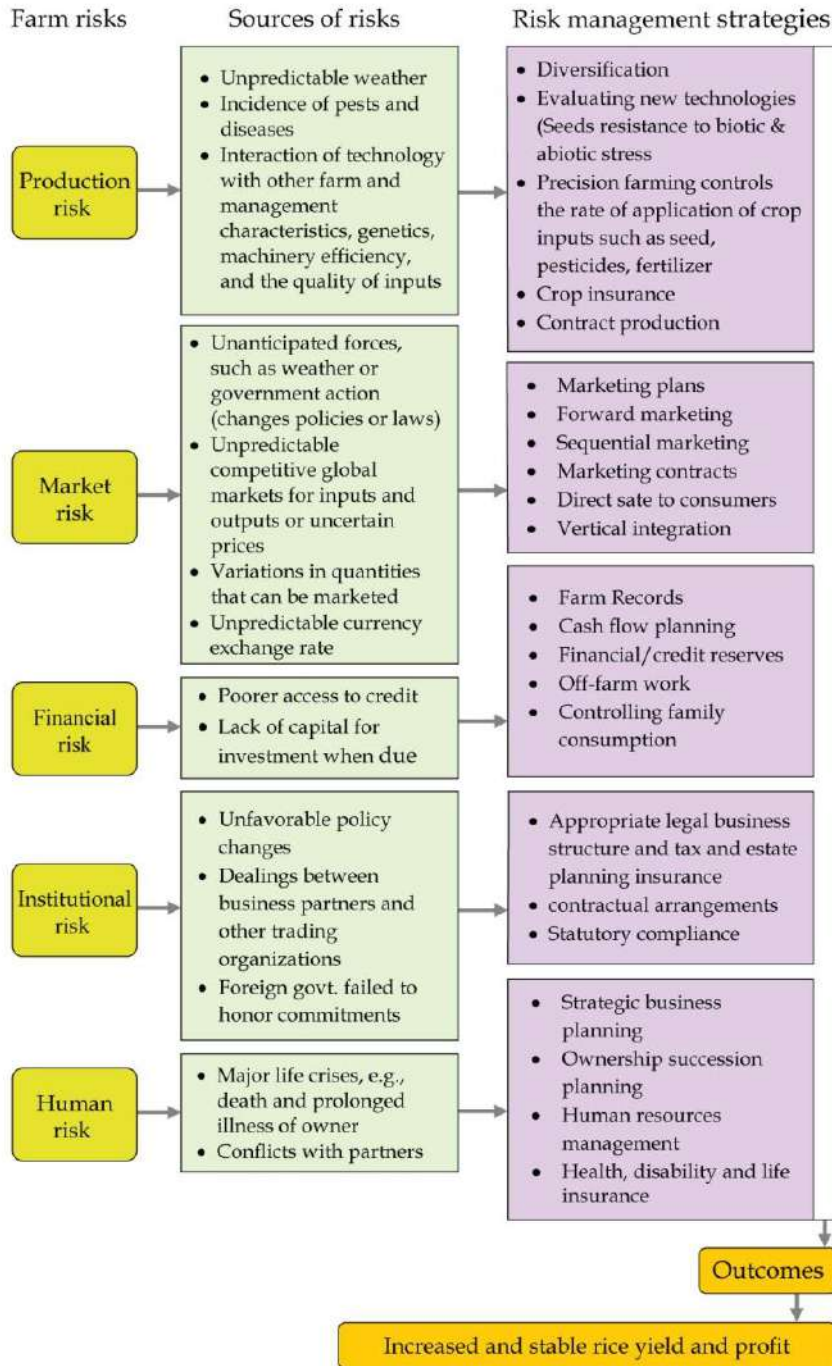 Farm risks
Sources of risks
Risk management strategies
Production
risk
• Unpredictable weather
• Incidence of pests and
diseases
• Interaction of technology
with other farm and
management
characteristics, genetics,
machinery efficiency,
and the quality of inputs
• Diversification
• Evaluating new technologies
(Seeds resistance to biotic &
abiotic stress
• Precision farming controls
the rate of application of crop
inputs such as seed,
pesticides, fertilizer
• Crop insurance
• Contract production
Market
risk
• Unanticipated forces,
such as weather or
government action
(changes policies or laws)
• Unpredictable
competitive global
markets for inputs and
outputs or uncertain
prices
• Variations in quantities
that can be marketed
• Unpredictable currency
exchange rate
• Marketing plans
• Forward marketing
• Sequential marketing
• Marketing contracts
• Direct sate to consumers
• Vertical integration
Financial
risk
• Poorer access to credit
• Lack of capital for
investment when due
• Farm Records
• Cash flow planning
• Financial/credit reserves
• Off-farm work
• Controlling family
consumption
Institutional
risk
• Unfavorable policy
changes
• Dealings between
business partners and
other trading
organizations
• Foreign govt. failed to
honor commitments
• Appropriate legal business
structure and tax and estate
planning insurance
• contractual arrangements
• Statutory compliance
Human
risk
• Major life crises, e.g.,
death and prolonged
illness of owner
• Conflicts with partners
• Strategic business
planning
• Ownership succession
planning
• Human resources
management
• Health, disability and life
insurance
Outcomes
Increased and stable rice yield and profit